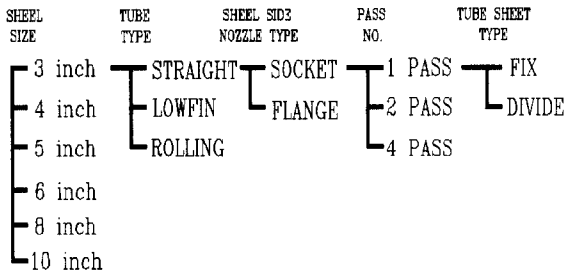 SHEEL TUBE SHEEL SID3 PASS TUBE SHEET
SIZE TYPE NOZZLE TYPE NO. TYPE
3 inch STRAIGHT SOCKET 1 PASS FIX
4 inch LOWFIN FLANGE 2 PASS DIVIDE
5 inch ROLLING 4 PASS
6 inch
8 inch
10 inch